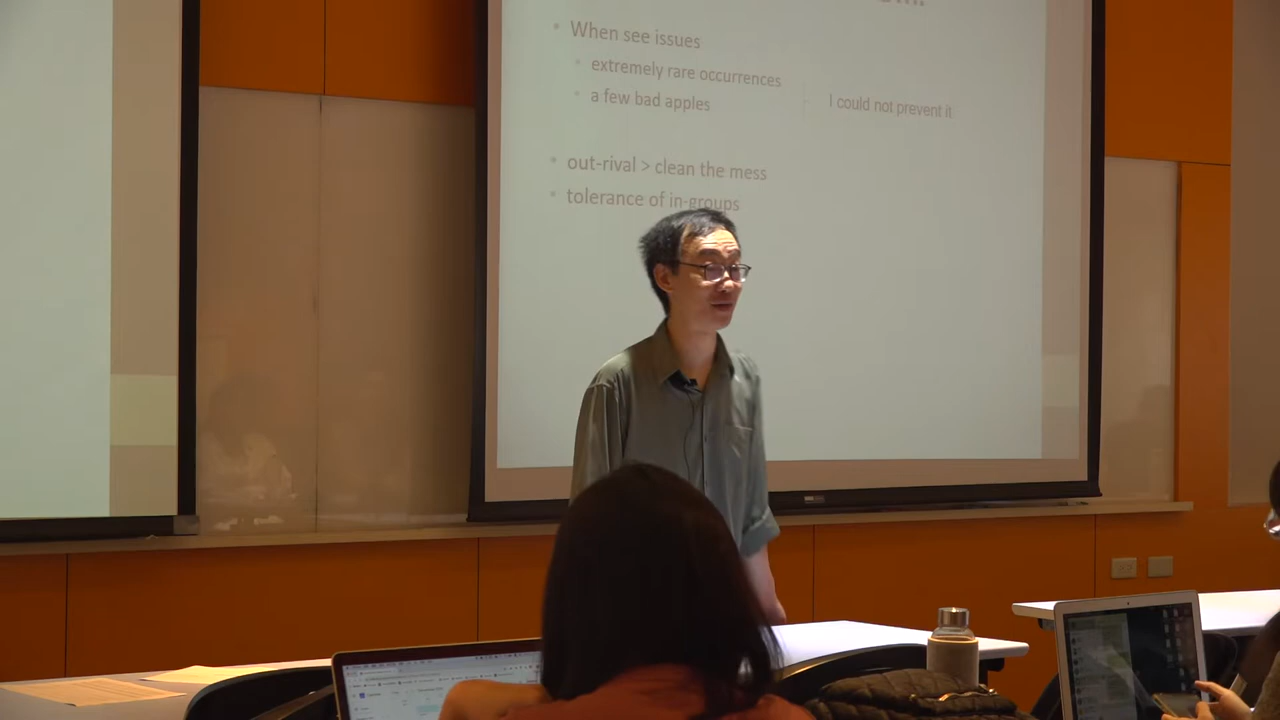 When see issues
extremely rare occurrences
a few bad apples
I could not prevent it
out-rival > clean the mess
tolerance of in-groups